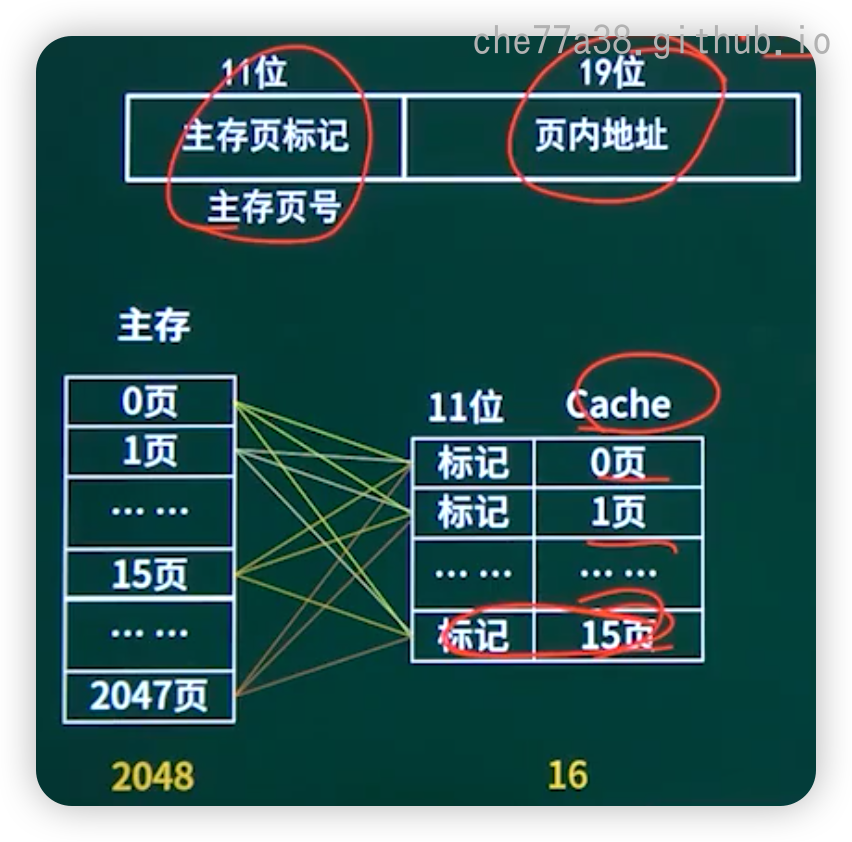 che77a38.github.io
11位 19位
主存页标记 页内地址
主存页号
主存
11位 Cache
0页
标记 0页
1页
标记 1页
... ... 
... ... ... ...
15页
... ...
标记 15页
2047页
2048 16